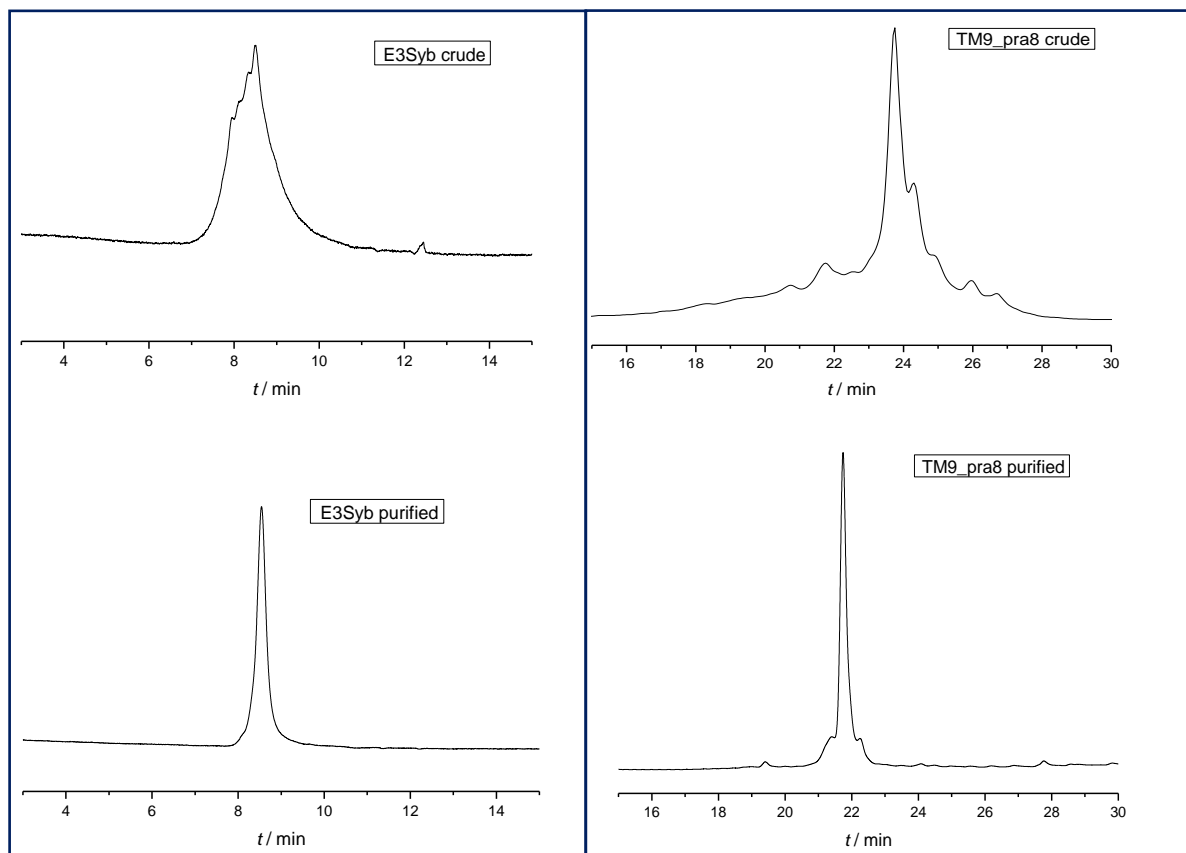 E3Syb crude
4 6 8 10 12 14
t / min
TM9_pra8 crude
16 18 20 22 24 26 28 30
t / min
E3Syb purified
4 6 8 10 12 14
t / min
TM9_pra8 purified
16 18 20 22 24 26 28 30
t / min